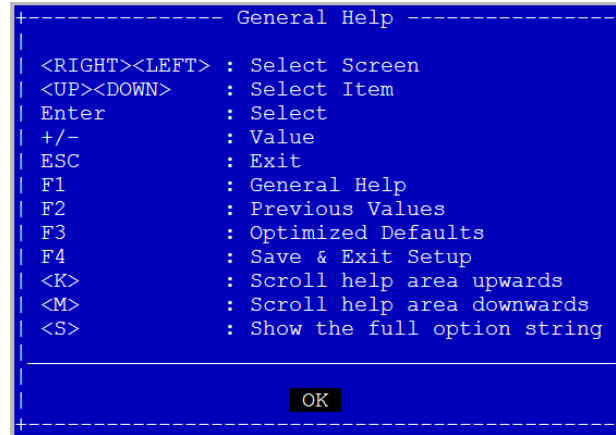 General Help
<RIGHT><LEFT> : Select Screen
<UP><DOWN> : Select Item
Enter : Select
+/- : Value
ESC : Exit
F1 : General Help
F2 : Previous Values
F3 : Optimized Defaults
F4 : Save & Exit Setup
<K> : Scroll help area upwards
<M> : Scroll help area downwards
<S> : Show the full option string
OK